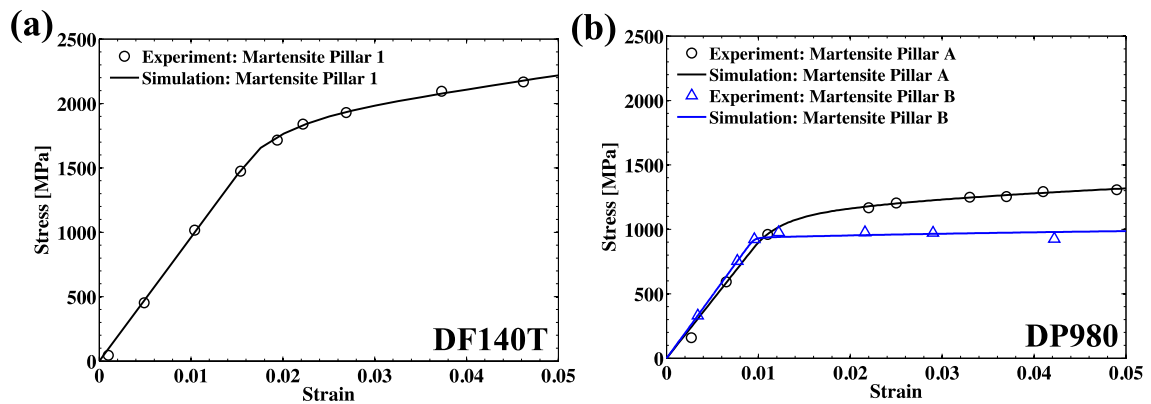 (a)
2500
2000
1500
1000
500
0
Stress [MPa]
Experiment: Martensite Pillar 1
Simulation: Martensite Pillar 1
DF140T
0 0.01 0.02 0.03 0.04 0.05
Strain
(b)
2500
2000
1500
1000
500
0
Stress [MPa]
Experiment: Martensite Pillar A
Simulation: Martensite Pillar A
Experiment: Martensite Pillar B
Simulation: Martensite Pillar B
DP980
0 0.01 0.02 0.03 0.04 0.05
Strain